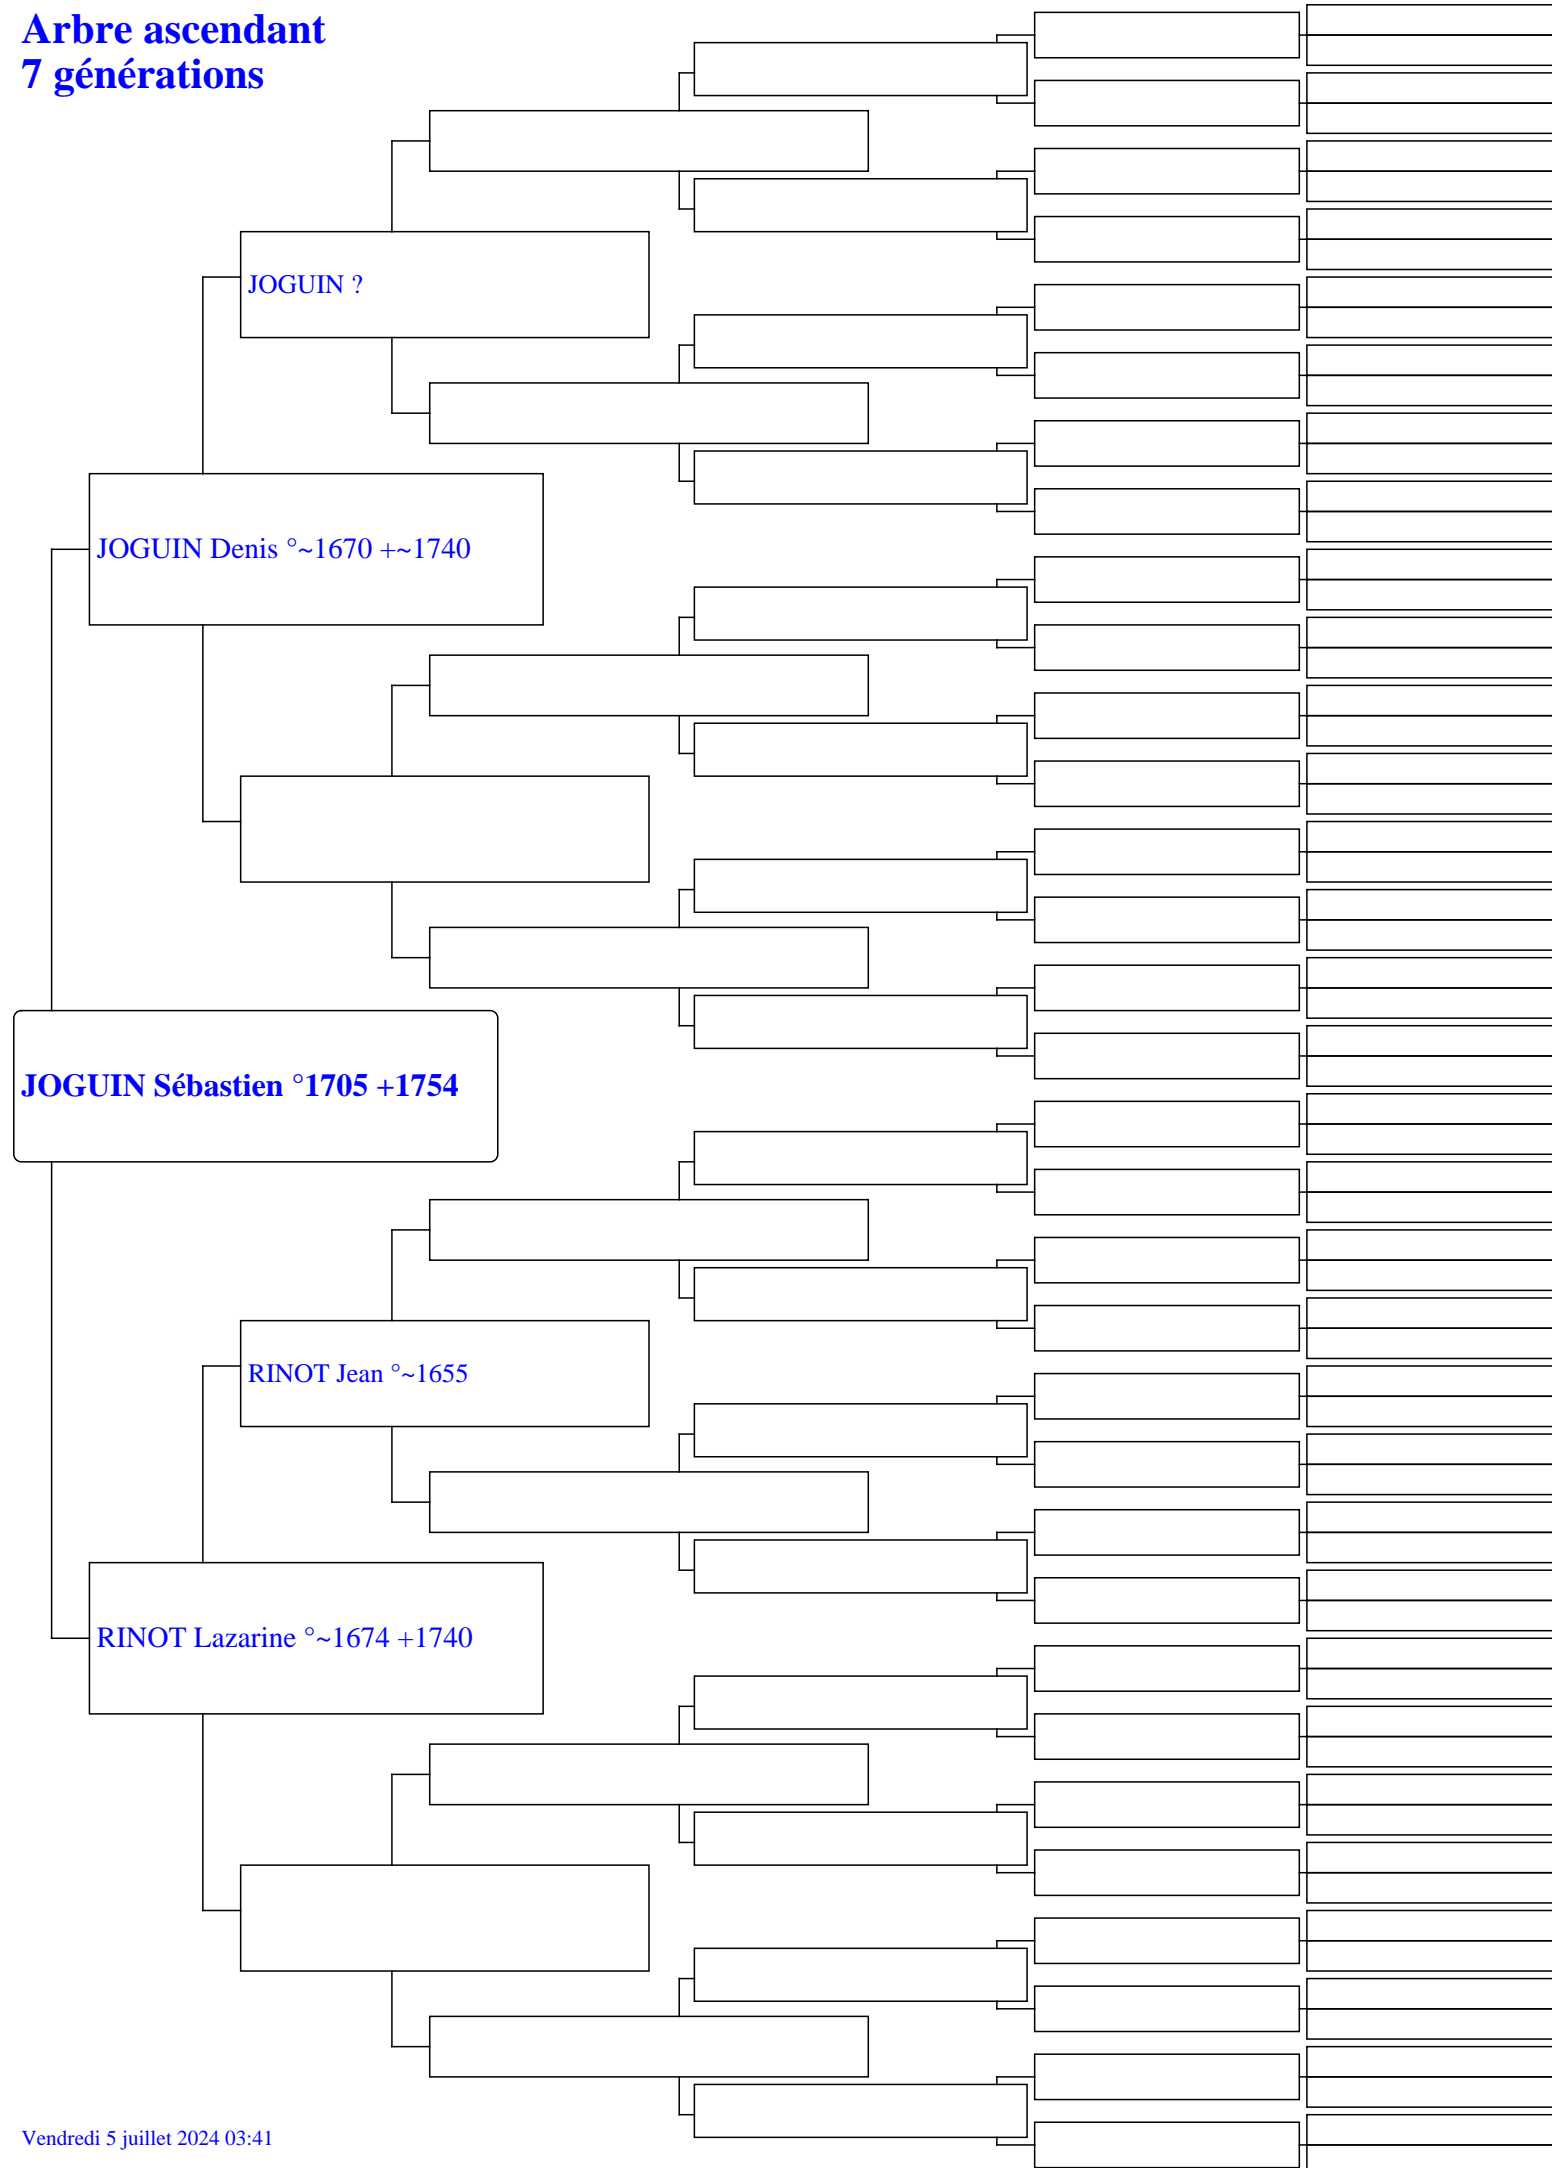 Arbre ascendant
7 générations
JOGUIN ?
JOGUIN Denis °~1670 +~1740
JOGUIN Sébastien °1705 +1754
RINOT Jean °~1655
RINOT Lazarine °~1674 +1740
Vendredi 5 juillet 2024 03:41